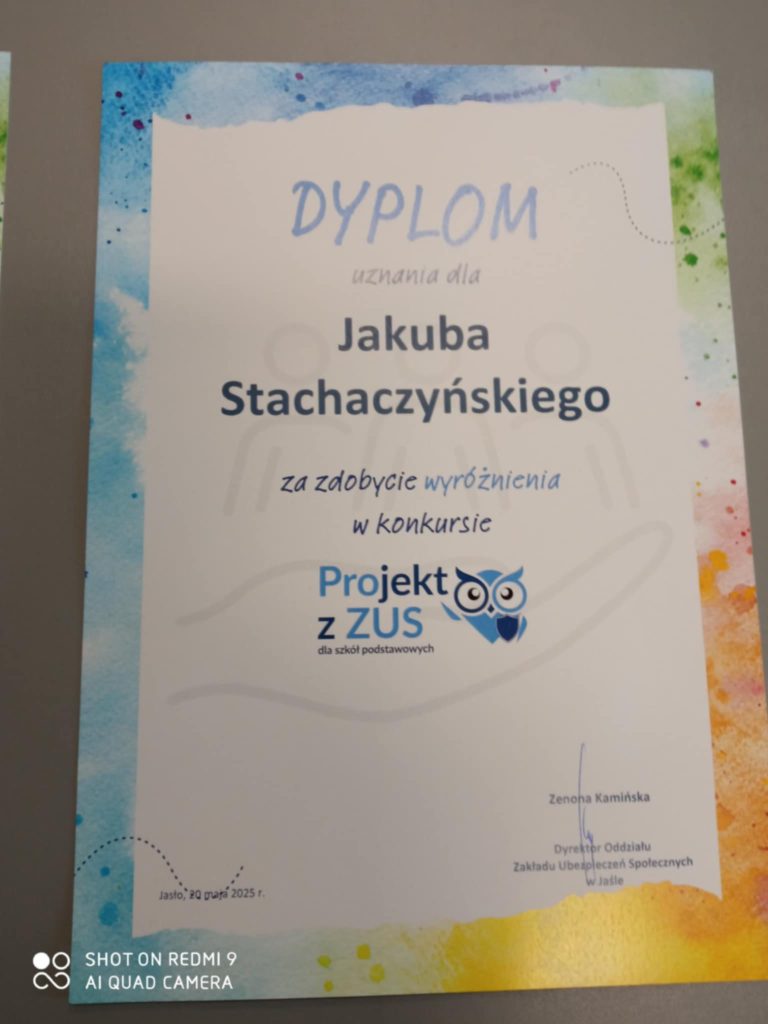 DYPLOM
uznania dla
Jakuba
Stachaczyńskiego
za zdobycie wyróżnienia
w konkursie
Projekt
z ZUS
dla szkół podstawowych
Zenona Kamińska
Dyrektor Oddziału
Zakładu Ubezpieczeń Społecznych
w Jaśle
Jasło, 20 maja 2025 r.
SHOT ON REDMI 9
AI QUAD CAMERA